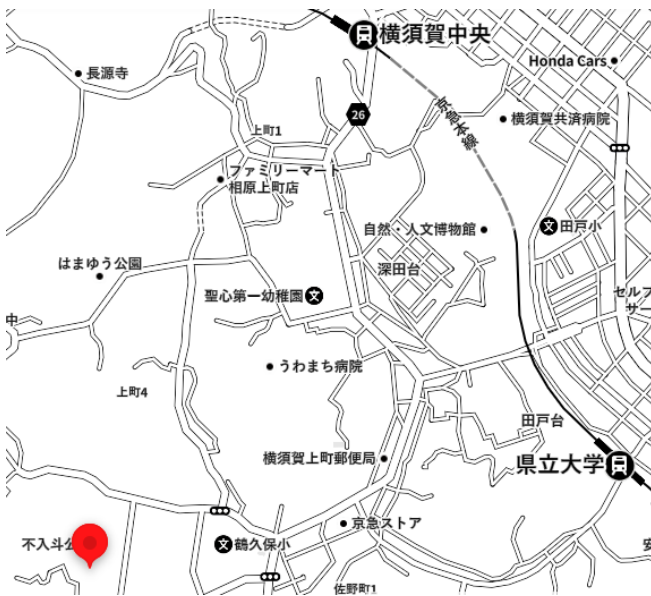 横須賀中央
Honda Cars
長源寺
26
京急本線
横須賀共済病院
上町1
ファミリーマート
相原上町店
自然・人文博物館
文
田戸小
深田台
はまゆう公園
聖心第一幼稚園
文
セルフ
サー
中
うわまち病院
上町4
田戸台
横須賀上町郵便局
県立大学
京急ストア
不入斗公
文
鶴久保小
佐野町1